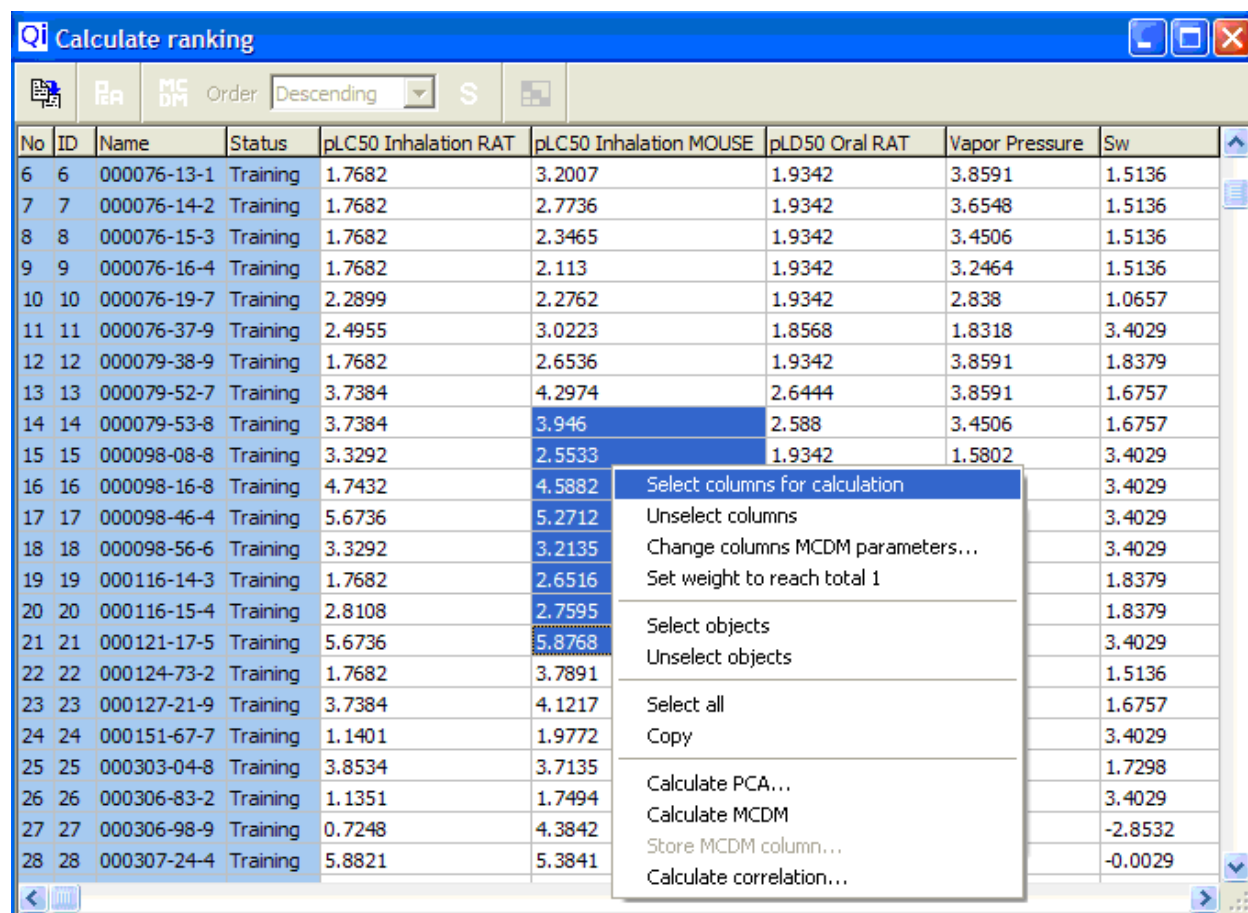 Qi Calculate ranking
PCA MCDM Order Descending S
No ID Name Status pLC50 Inhalation RAT pLC50 Inhalation MOUSE pLD50 Oral RAT Vapor Pressure Sw
6 6 000076-13-1 Training 1.7682 3.2007 1.9342 3.8591 1.5136
7 7 000076-14-2 Training 1.7682 2.7736 1.9342 3.6548 1.5136
8 8 000076-15-3 Training 1.7682 2.3465 1.9342 3.4506 1.5136
9 9 000076-16-4 Training 1.7682 2.113 1.9342 3.2464 1.5136
10 10 000076-19-7 Training 2.2899 2.2762 1.9342 2.838 1.0657
11 11 000076-37-9 Training 2.4955 3.0223 1.8568 1.8318 3.4029
12 12 000079-38-9 Training 1.7682 2.6536 1.9342 3.8591 1.8379
13 13 000079-52-7 Training 3.7384 4.2974 2.6444 3.8591 1.6757
14 14 000079-53-8 Training 3.7384 3.946 2.588 3.4506 1.6757
15 15 000098-08-8 Training 3.3292 2.5533 1.9342 1.5802 3.4029
16 16 000098-16-8 Training 4.7432 4.5882 3.4029
17 17 000098-46-4 Training 5.6736 5.2712 3.4029
18 18 000098-56-6 Training 3.3292 3.2135 3.4029
19 19 000116-14-3 Training 1.7682 2.6516 1.8379
20 20 000116-15-4 Training 2.8108 2.7595 1.8379
21 21 000121-17-5 Training 5.6736 5.8768 3.4029
22 22 000124-73-2 Training 1.7682 3.7891 1.5136
23 23 000127-21-9 Training 3.7384 4.1217 1.6757
24 24 000151-67-7 Training 1.1401 1.9772 3.4029
25 25 000303-04-8 Training 3.8534 3.7135 1.7298
26 26 000306-83-2 Training 1.1351 1.7494 3.4029
27 27 000306-98-9 Training 0.7248 4.3842 -2.8532
28 28 000307-24-4 Training 5.8821 5.3841 -0.0029
Select columns for calculation
Unselect columns
Change columns MCDM parameters...
Set weight to reach total 1
Select objects
Unselect objects
Select all
Copy
Calculate PCA...
Calculate MCDM
Store MCDM column...
Calculate correlation...